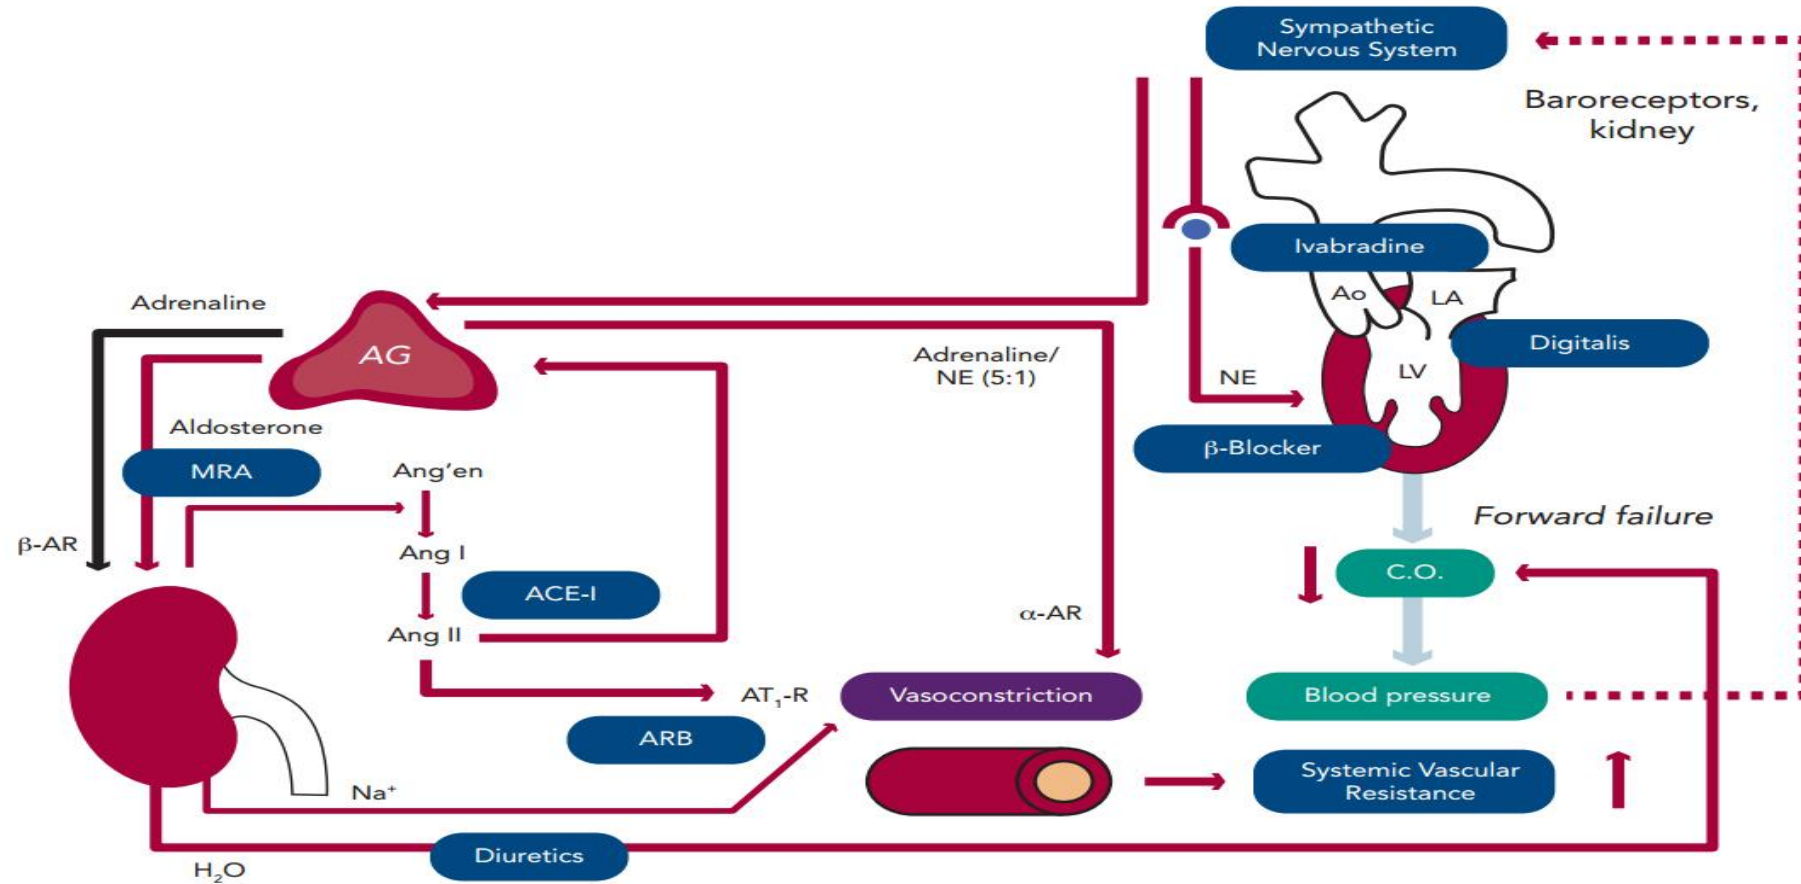 Sympathetic
Nervous System
Baroreceptors,
kidney
Ivabradine
Adrenaline
Ao
LA
AG
Digitalis
Adrenaline/
NE (5:1)
LV
NE
Aldosterone
β-Blocker
MRA
Ang'en
Forward failure
β-AR
Ang I
C.O.
ACE-I
α-AR
Ang II
AT₁-R
Vasoconstriction
Blood pressure
ARB
Systemic Vascular
Resistance
Na⁺
Diuretics
H₂O